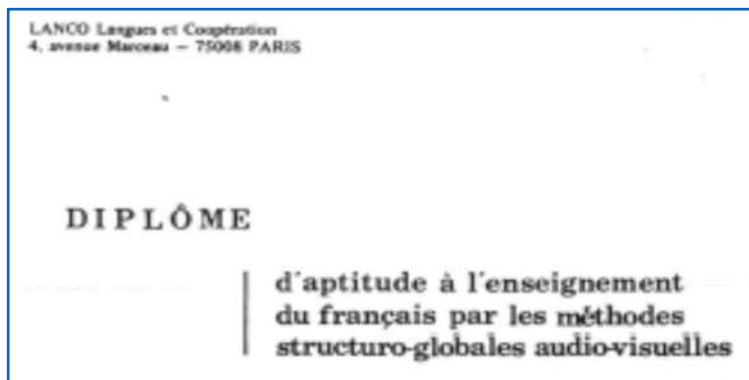 LANCO Langues et Coopération
4, avenue Marceau – 75008 PARIS
DIPLÔME
d'aptitude à l'enseignement
du français par les méthodes
structuro-globales audio-visuelles